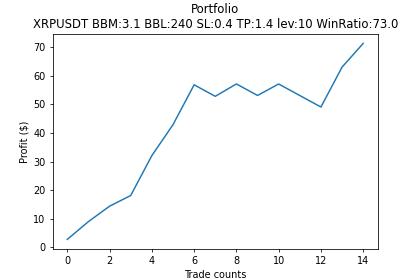 Portfolio
XRPUSDT BBM:3.1 BBL:240 SL:0.4 TP:1.4 lev:10 WinRatio:73.0
70
60
50
40
30
20
10
0
Profit ($)
0 2 4 6 8 10 12 14
Trade counts